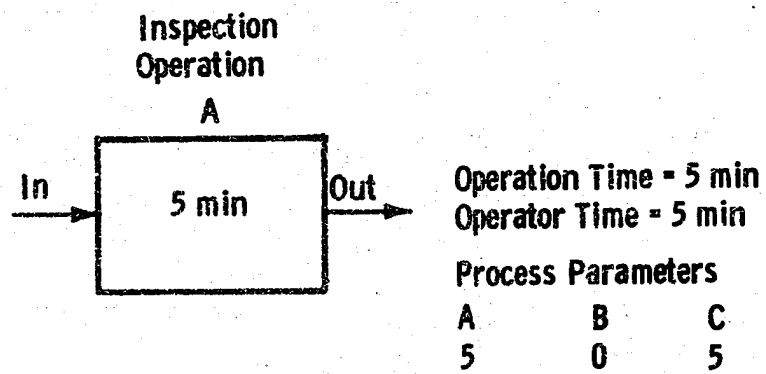 Inspection
Operation
A
In
5 min
Out
Operation Time = 5 min
Operator Time = 5 min
Process Parameters
A B C
5 0 5